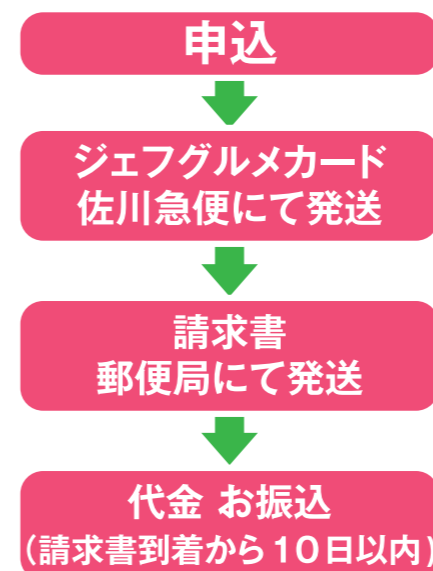 申込
ジェフグルメカード
佐川急便にて発送
請求書
郵便局にて発送
代金 お振込
(請求書到着から10日以内)